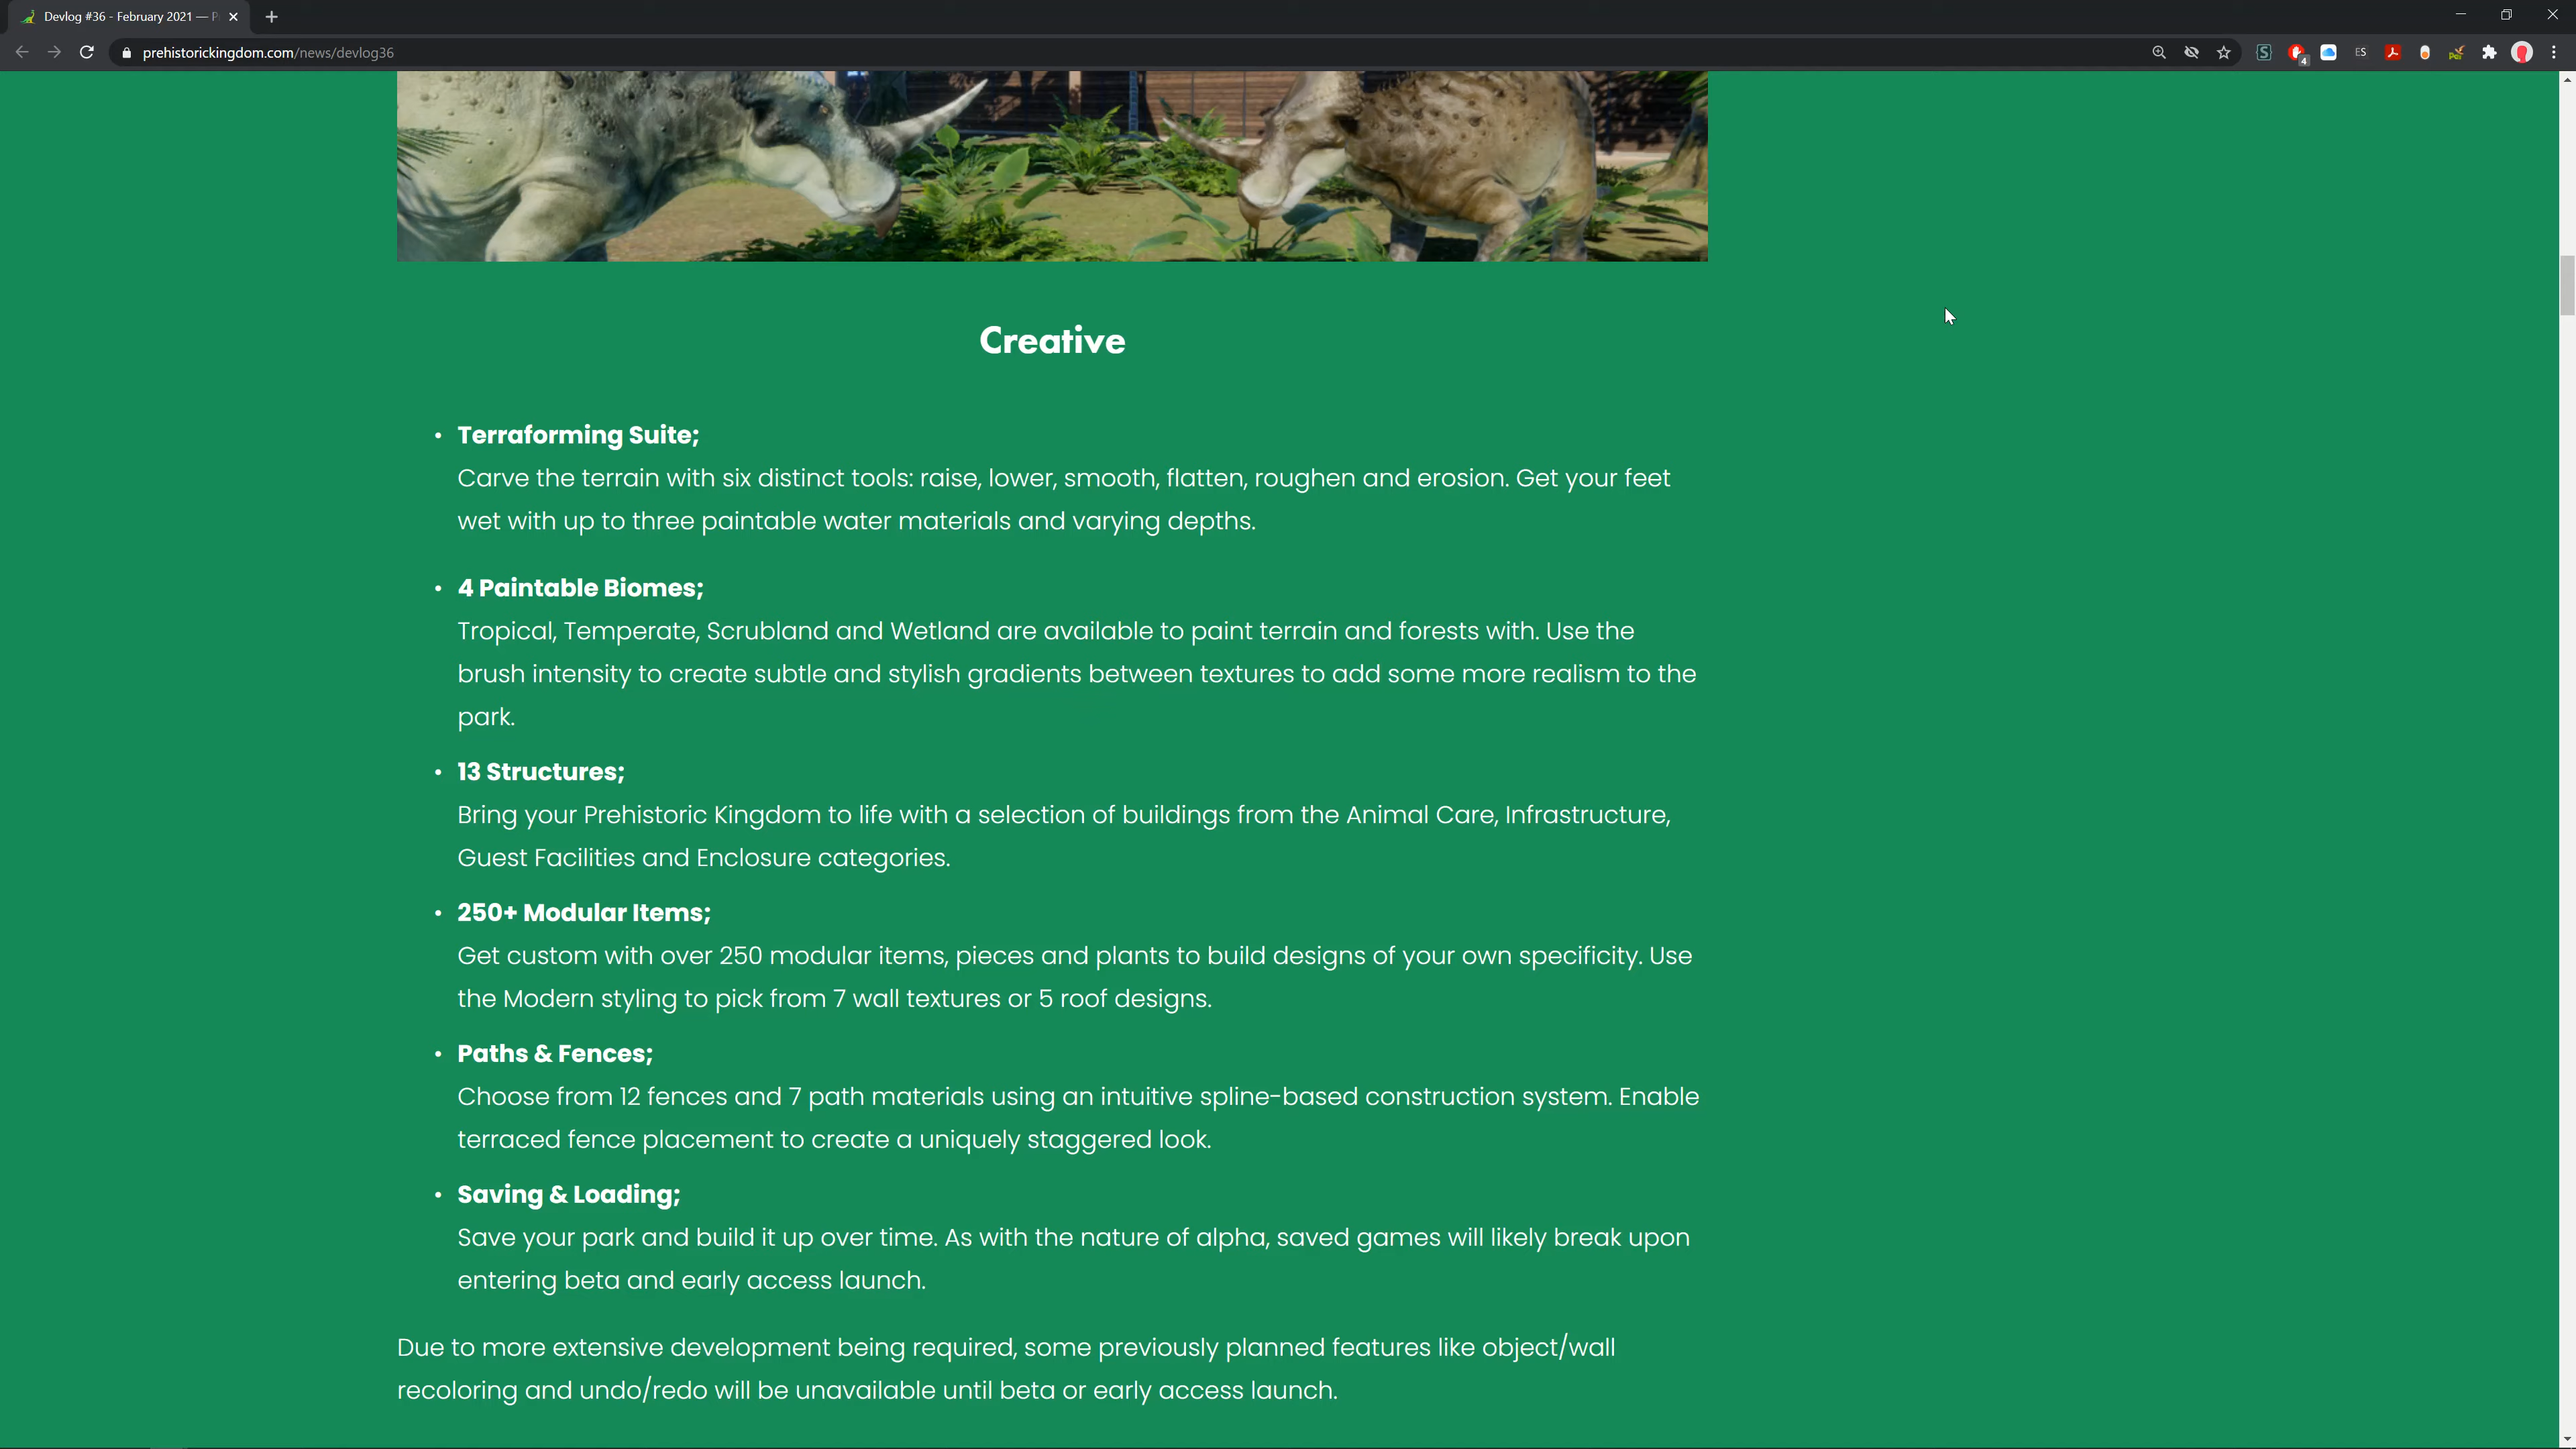 Devlog #36 - February 2021 —
prehistorickingdom.com/news/devlog36
4
ES
Creative
• Terraforming Suite;
Carve the terrain with six distinct tools: raise, lower, smooth, flatten, roughen and erosion. Get your feet
wet with up to three paintable water materials and varying depths.
• 4 Paintable Biomes;
Tropical, Temperate, Scrubland and Wetland are available to paint terrain and forests with. Use the
brush intensity to create subtle and stylish gradients between textures to add some more realism to the
park.
• 13 Structures;
Bring your Prehistoric Kingdom to life with a selection of buildings from the Animal Care, Infrastructure,
Guest Facilities and Enclosure categories.
• 250+ Modular Items;
Get custom with over 250 modular items, pieces and plants to build designs of your own specificity. Use
the Modern styling to pick from 7 wall textures or 5 roof designs.
• Paths & Fences;
Choose from 12 fences and 7 path materials using an intuitive spline-based construction system. Enable
terraced fence placement to create a uniquely staggered look.
• Saving & Loading;
Save your park and build it up over time. As with the nature of alpha, saved games will likely break upon
entering beta and early access launch.
Due to more extensive development being required, some previously planned features like object/wall
recoloring and undo/redo will be unavailable until beta or early access launch.